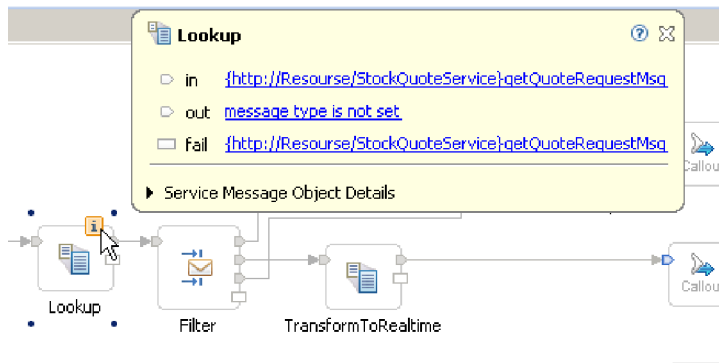 Lookup
in {http://Resourse/StockQuoteService}getQuoteRequestMsg
out message type is not set
fail {http://Resourse/StockQuoteService}getQuoteRequestMsg
Service Message Object Details
Callou
i
Lookup
Filter
TransformToRealtime
Callou